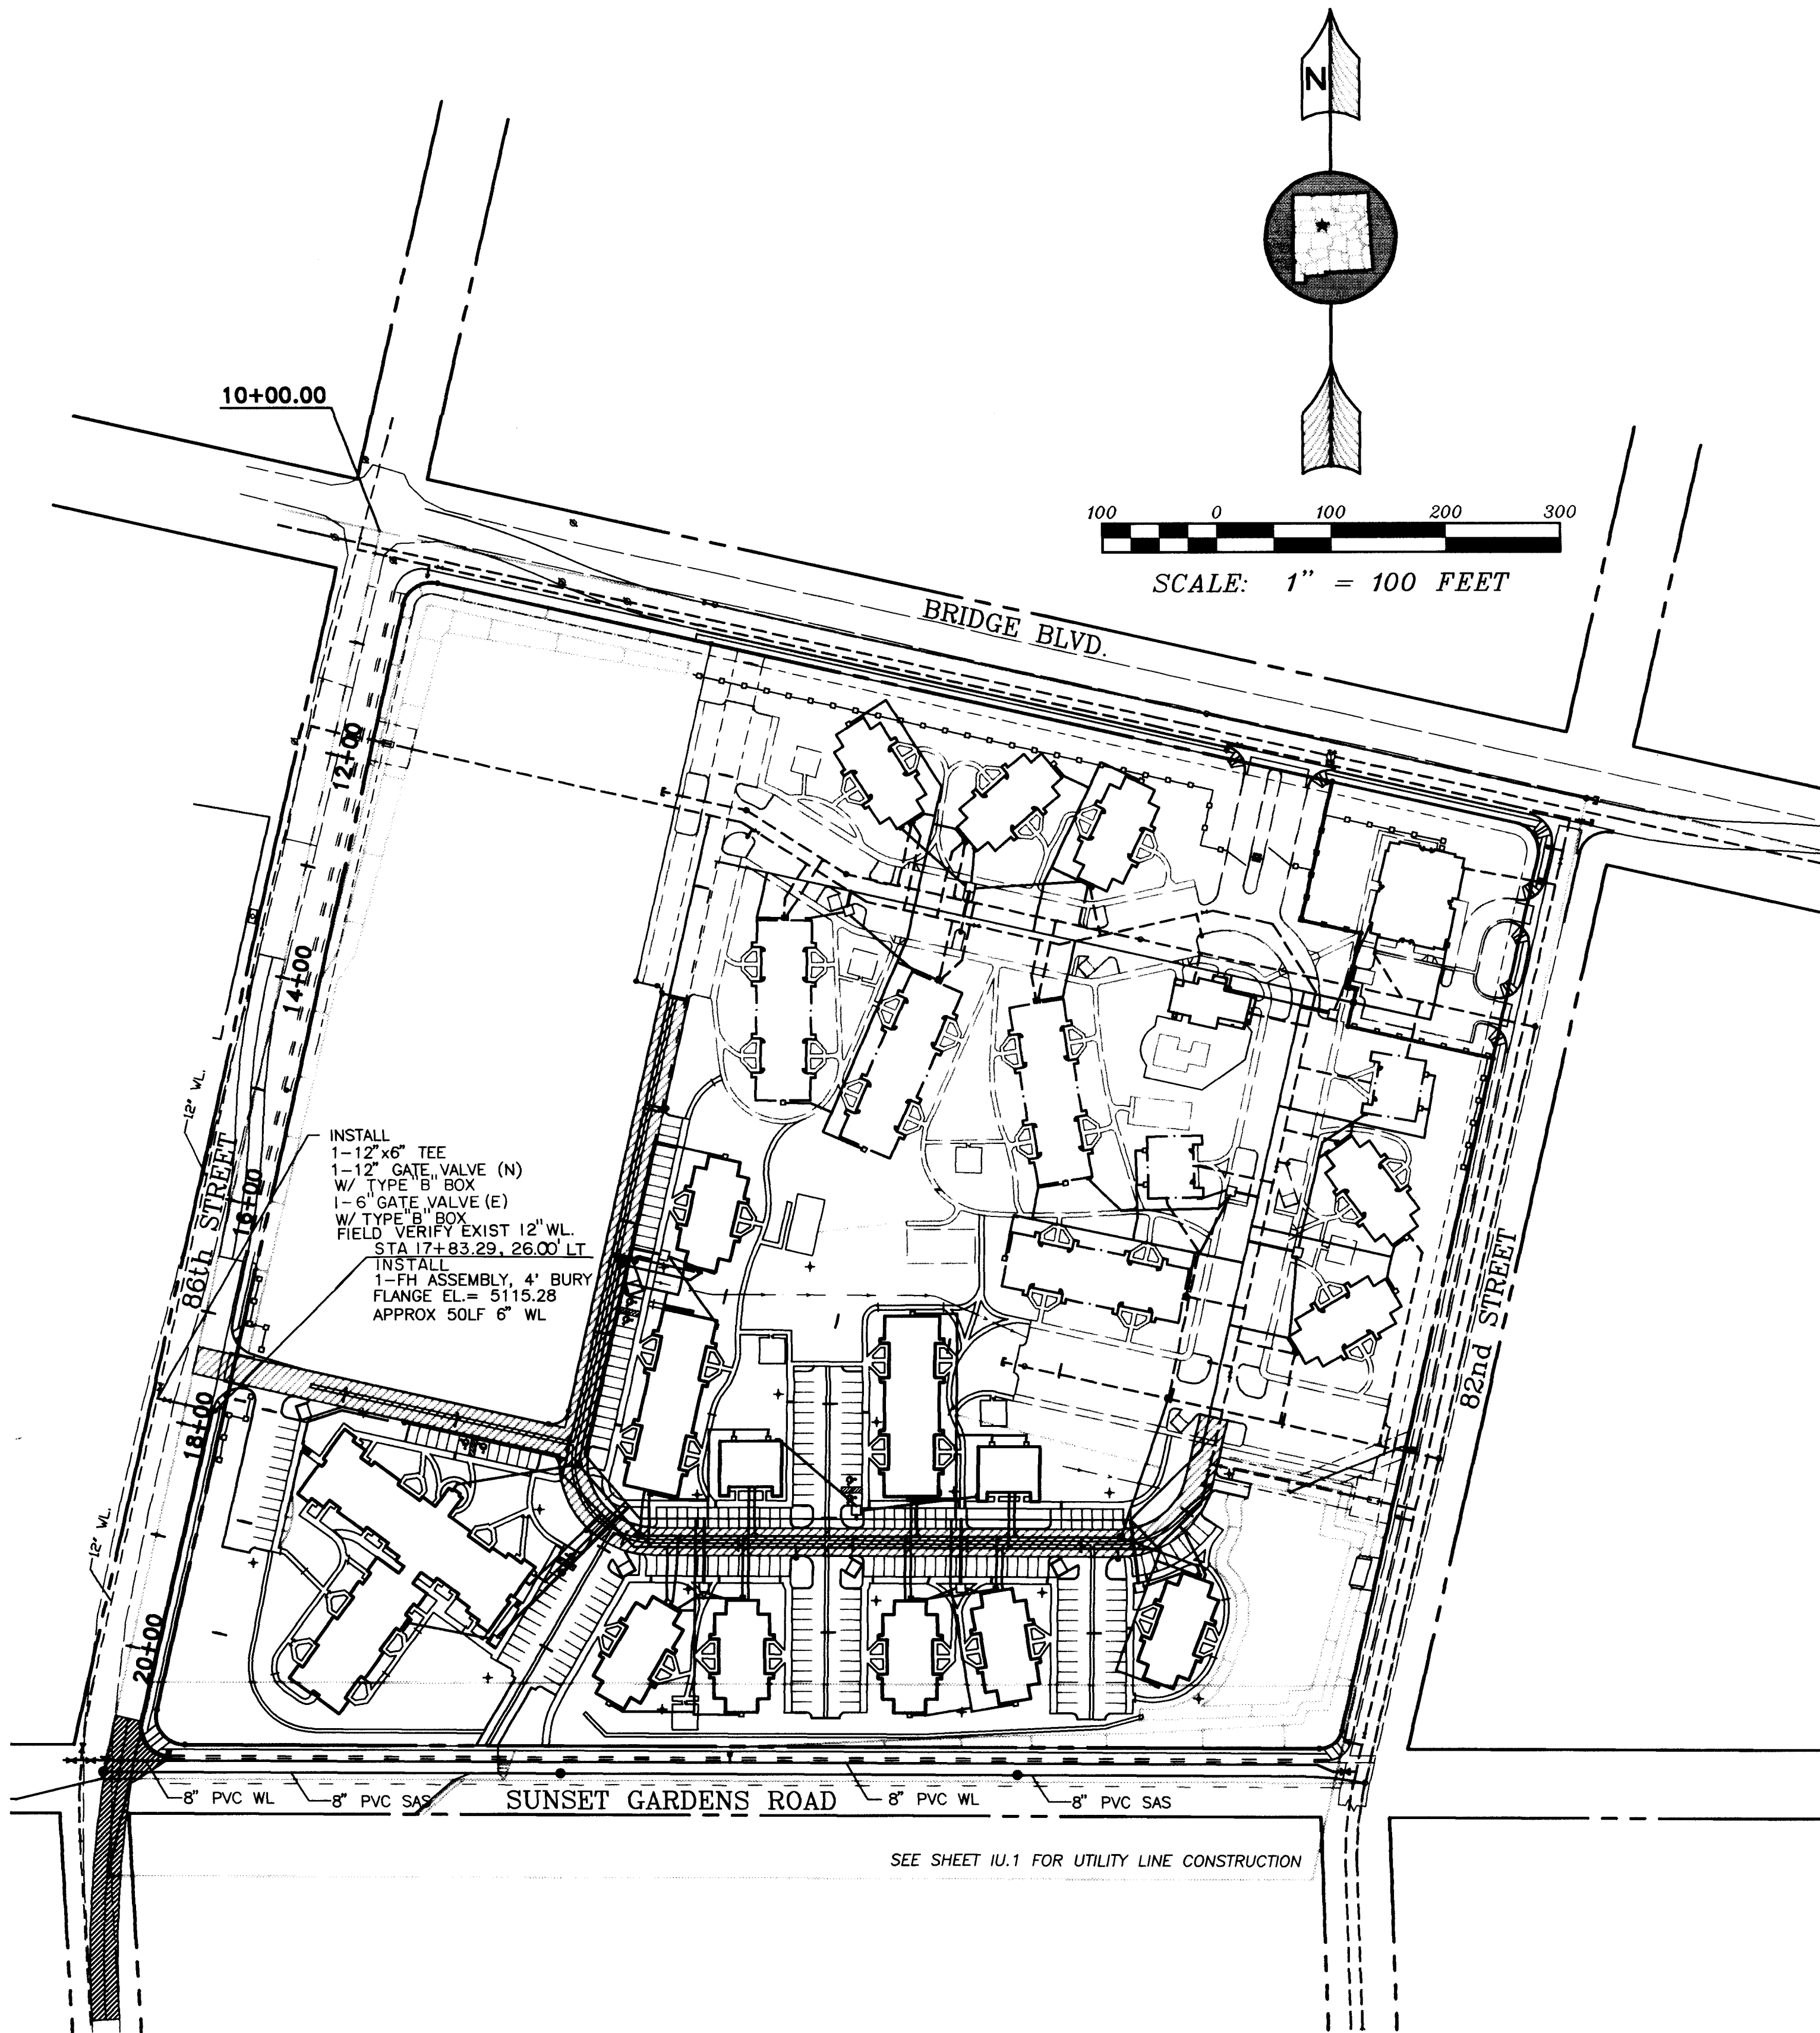 N
10+00.00
100 0 100 200 300
SCALE: 1" = 100 FEET
BRIDGE BLVD.
12+00
14+00
12" WL.
86th STREET
16+00
INSTALL
1-12"x6" TEE
1-12" GATE VALVE (N)
W/ TYPE "B" BOX
1-6" GATE VALVE (E)
W/ TYPE "B" BOX
FIELD VERIFY EXIST 12" WL.
STA 17+83.29, 26.00' LT
INSTALL
1-FH ASSEMBLY, 4' BURY
FLANGE EL.= 5115.28
APPROX 50LF 6" WL
82nd STREET
18+00
12" WL.
20+00
8" PVC WL
8" PVC SAS
SUNSET GARDENS ROAD
8" PVC WL
8" PVC SAS
SEE SHEET IU.1 FOR UTILITY LINE CONSTRUCTION